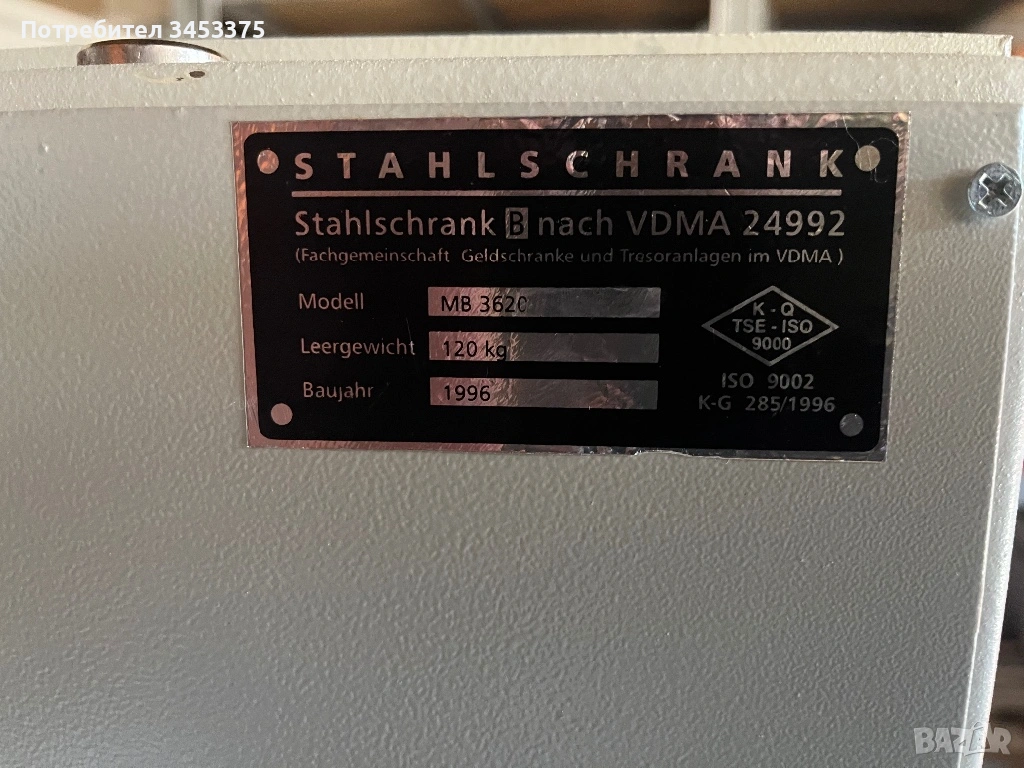 Потребител 3453375
STAHLSCHRANK
Stahlschrank B nach VDMA 24992
(Fachgemeinschaft Geldschranke und Tresoranlagen im VDMA)
Modell MB 3620
Leergewicht 120 kg
Baujahr 1996
K-Q
TSE-ISO
9000
ISO 9002
K-G 285/1996
BAZAR